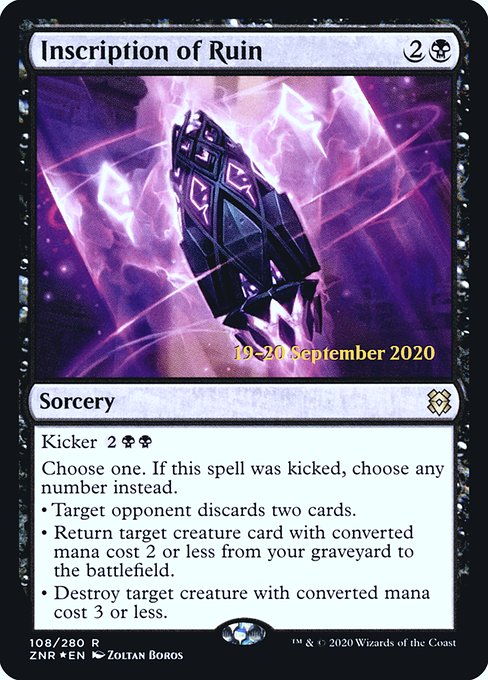 Inscription of Ruin 2
19–20 September 2020
Sorcery
Kicker 2
Choose one. If this spell was kicked, choose any
number instead.
• Target opponent discards two cards.
• Return target creature card with converted
mana cost 2 or less from your graveyard to
the battlefield.
• Destroy target creature with converted mana
cost 3 or less.
108/280 R
ZNR ★ EN Zoltan Boros
™ & © 2020 Wizards of the Coast